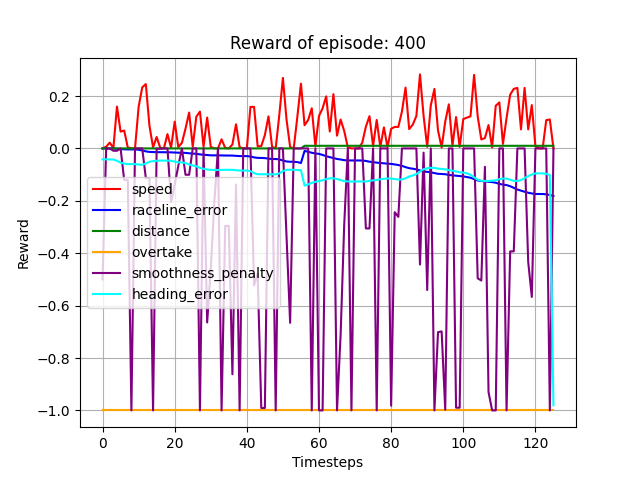 Reward of episode: 400
Reward
0.2
0.0
−0.2
−0.4
−0.6
−0.8
−1.0
speed
raceline_error
distance
overtake
smoothness_penalty
heading_error
0 20 40 60 80 100 120
Timesteps